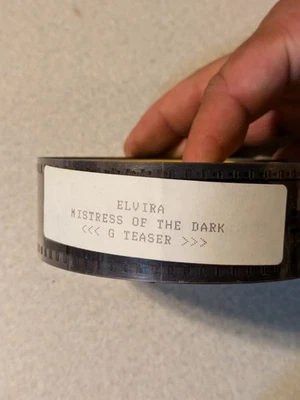 ELVIRA
MISTRESS OF THE DARK
<<< G TEASER >>>